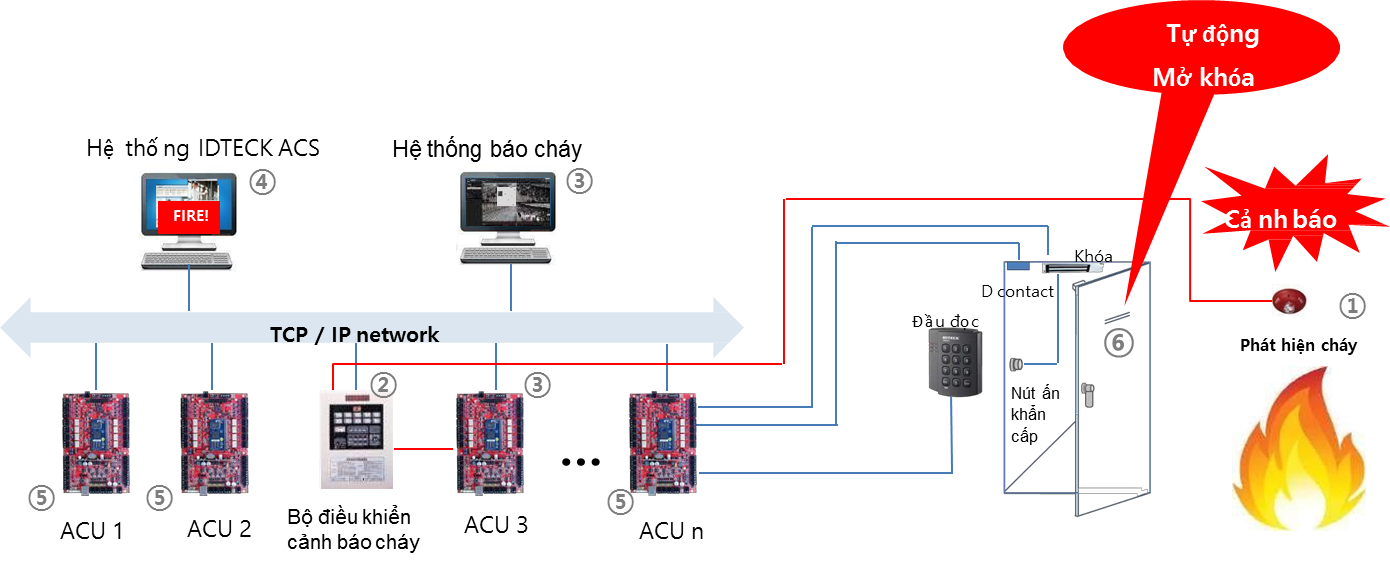 Tự động
Mở khóa
Hệ thống IDTECK ACS
④
Hệ thống báo cháy
③
FIRE!
Cảnh báo
Khóa
D contact
①
Phát hiện cháy
TCP / IP network
Đầu đọc
⑥
②
③
Nút ấn
khẩn
cấp
⑤
⑤
⑤
ACU 1
ACU 2
Bộ điều khiển
cảnh báo cháy
ACU 3
...
ACU n